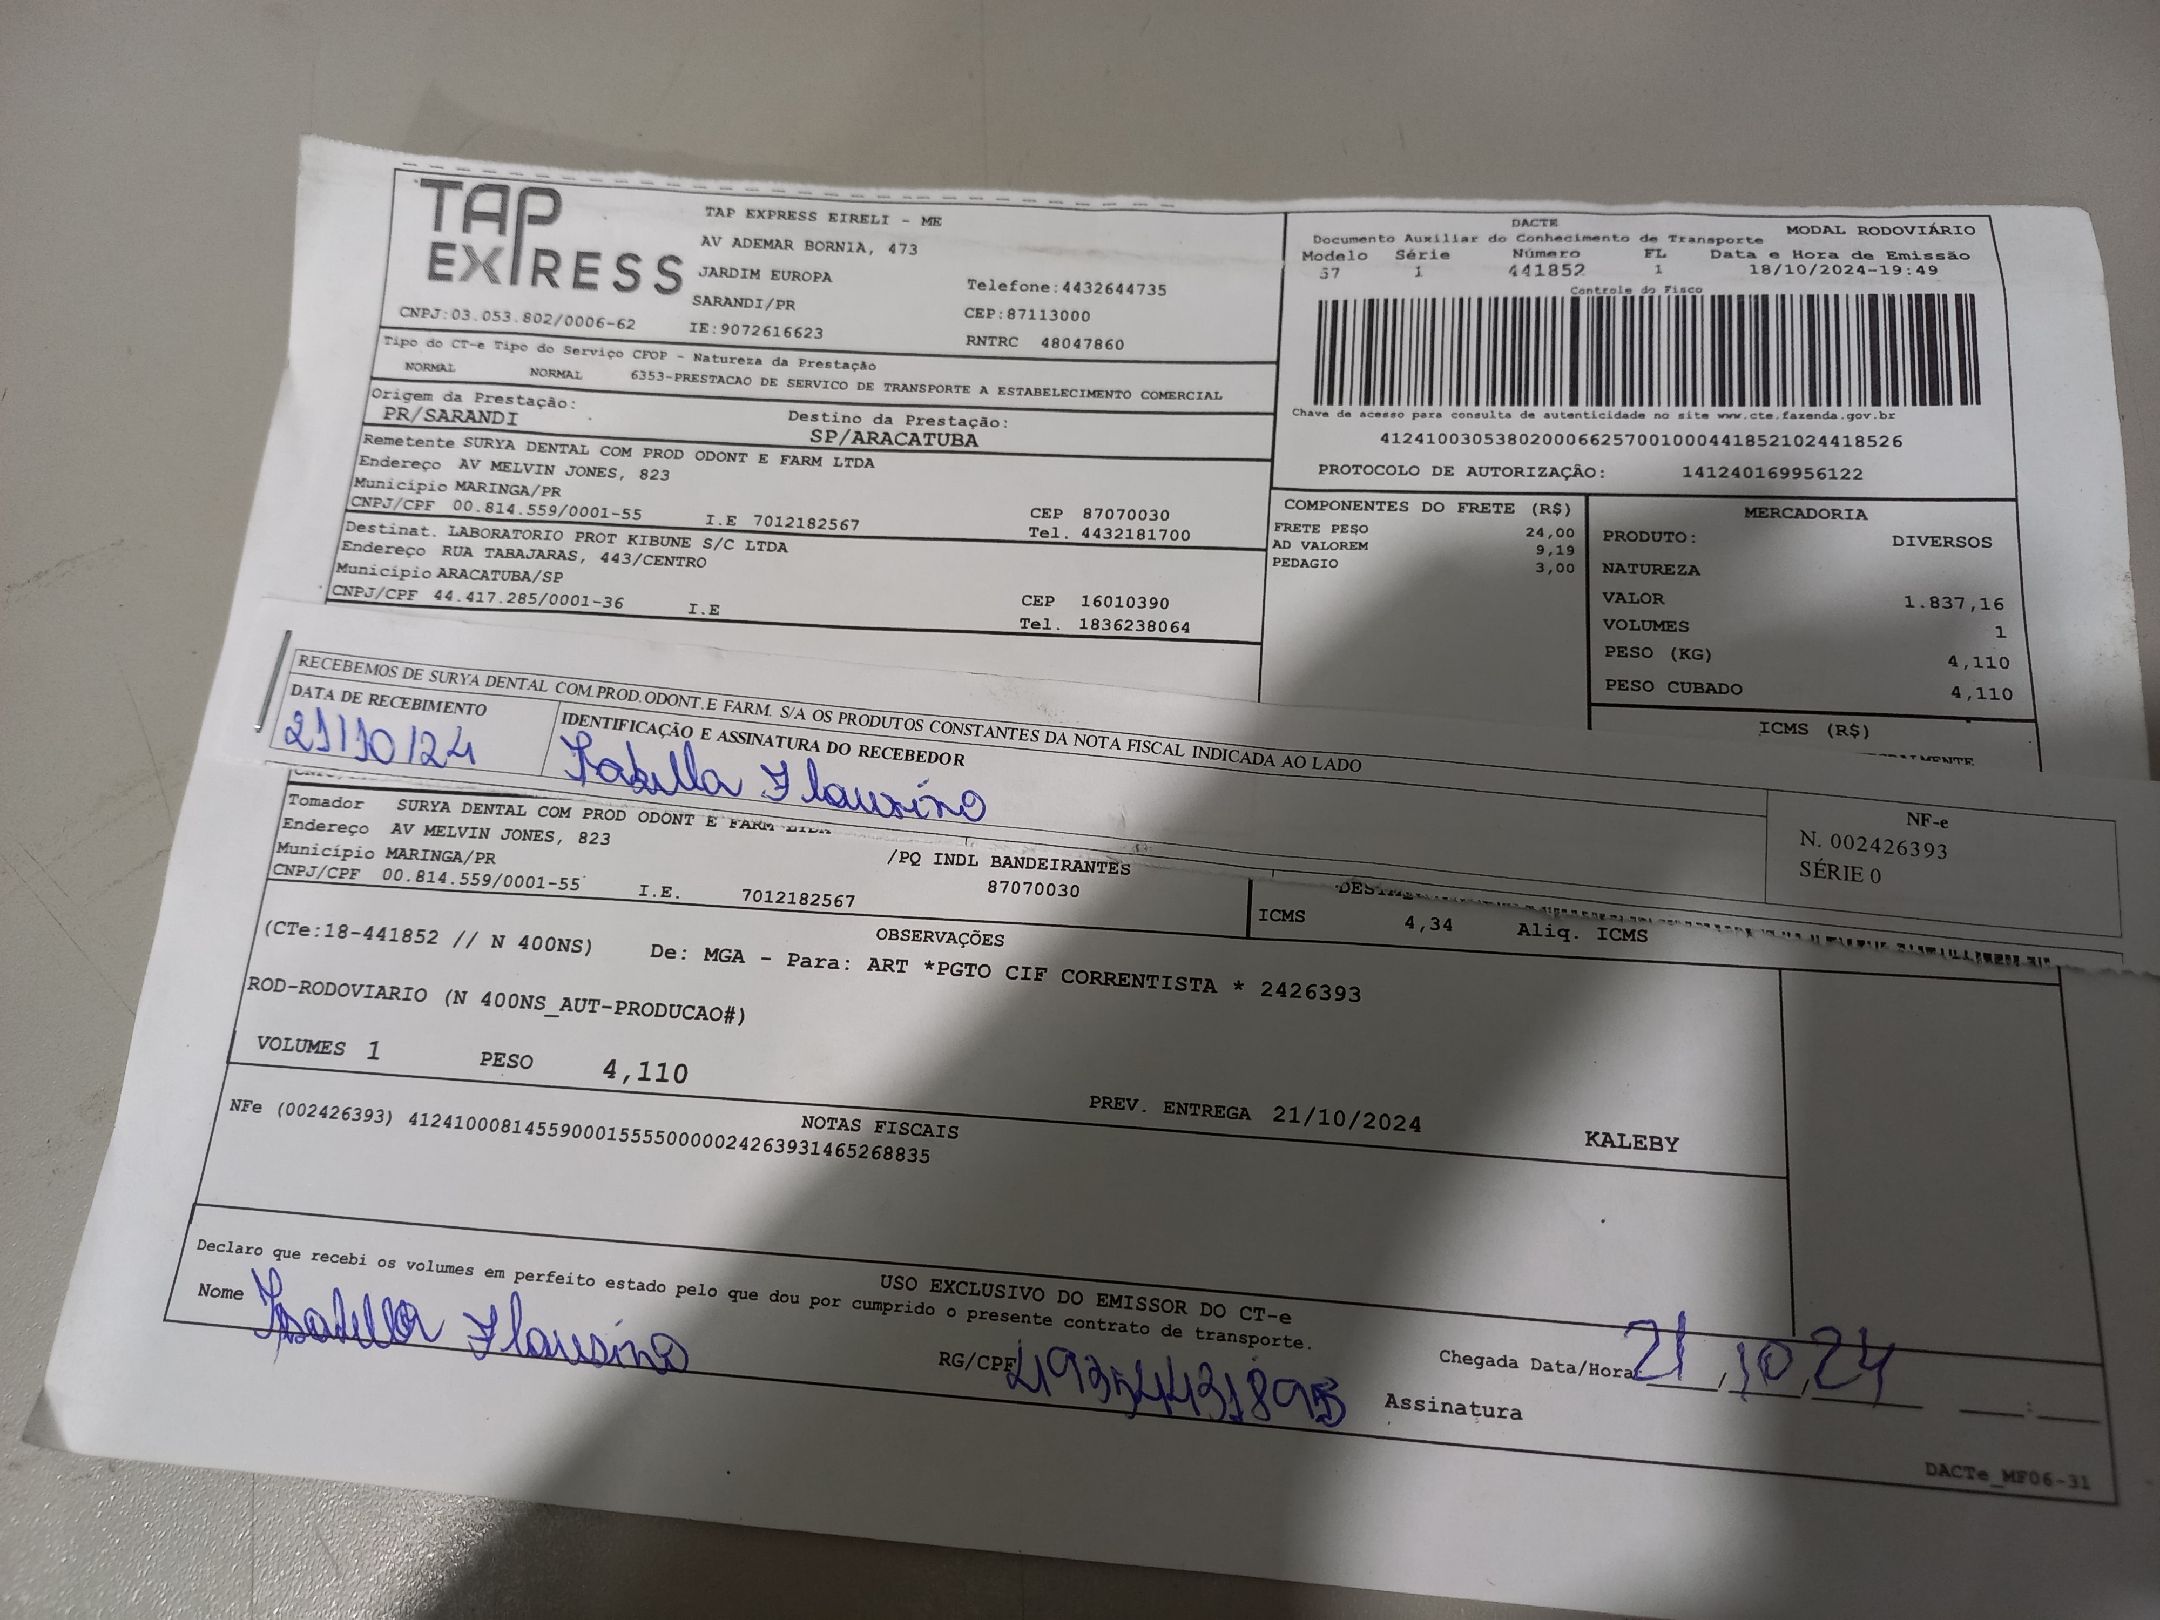 TAP EXPRESS
TAP EXPRESS EIRELI - ME
AV ADEMAR BORNIA, 473
JARDIM EUROPA
SARANDI/PR
Telefone:4432644735
CEP:87113000
CNPJ:03.053.802/0006-62 IE:9072616623 RNTRC 48047860
Tipo do CT-e Tipo do Serviço CFOP - Natureza da Prestação
NORMAL NORMAL 6353-PRESTACAO DE SERVICO DE TRANSPORTE A ESTABELECIMENTO COMERCIAL
Origem da Prestação: Destino da Prestação:
PR/SARANDI SP/ARACATUBA
Remetente SURYA DENTAL COM PROD ODONT E FARM LTDA
Endereço AV MELVIN JONES, 823
Município MARINGA/PR CEP 87070030
CNPJ/CPF 00.814.559/0001-55 I.E 7012182567 Tel. 4432181700
Destinat. LABORATORIO PROT KIBUNE S/C LTDA
Endereço RUA TABAJARAS, 443/CENTRO
Município ARACATUBA/SP CEP 16010390
CNPJ/CPF 44.417.285/0001-36 I.E Tel. 1836238064
DACTE MODAL RODOVIÁRIO
Documento Auxiliar do Conhecimento de Transporte
Modelo Série Número FL Data e Hora de Emissão
57 1 441852 1 18/10/2024-19:49
Controle do Fisco
Chave de acesso para consulta de autenticidade no site www.cte.fazenda.gov.br
41241003053802000662570010004418521024418526
PROTOCOLO DE AUTORIZAÇÃO: 141240169956122
COMPONENTES DO FRETE (R$)
FRETE PESO 24,00
AD VALOREM 9,19
PEDAGIO 3,00
MERCADORIA
PRODUTO: DIVERSOS
NATUREZA
VALOR 1.837,16
VOLUMES 1
PESO (KG) 4,110
PESO CUBADO 4,110
ICMS (R$)
RECEBEMOS DE SURYA DENTAL COM.PROD.ODONT.E FARM. S/A OS PRODUTOS CONSTANTES DA NOTA FISCAL INDICADA AO LADO
DATA DE RECEBIMENTO IDENTIFICAÇÃO E ASSINATURA DO RECEBEDOR
21/10/24 Isabella Flausino
NF-e
N. 002426393
SÉRIE 0
Tomador SURYA DENTAL COM PROD ODONT E FARM LTDA
Endereço AV MELVIN JONES, 823 /PQ INDL BANDEIRANTES
Município MARINGA/PR 87070030
CNPJ/CPF 00.814.559/0001-55 I.E. 7012182567
ICMS 4,34 Aliq. ICMS
OBSERVAÇÕES
(CTe:18-441852 // N 400NS) De: MGA - Para: ART *PGTO CIF CORRENTISTA * 2426393
ROD-RODOVIARIO (N 400NS_AUT-PRODUCAO#)
VOLUMES 1 PESO 4,110 PREV. ENTREGA 21/10/2024 KALEBY
NOTAS FISCAIS
NFe (002426393) 41241000814559000155550000024263931465268835
USO EXCLUSIVO DO EMISSOR DO CT-e
Declaro que recebi os volumes em perfeito estado pelo que dou por cumprido o presente contrato de transporte.
Nome Isabella Flausino RG/CPF 49354431895 Chegada Data/Hora 21,10,24
Assinatura
DACTe_MF06-31